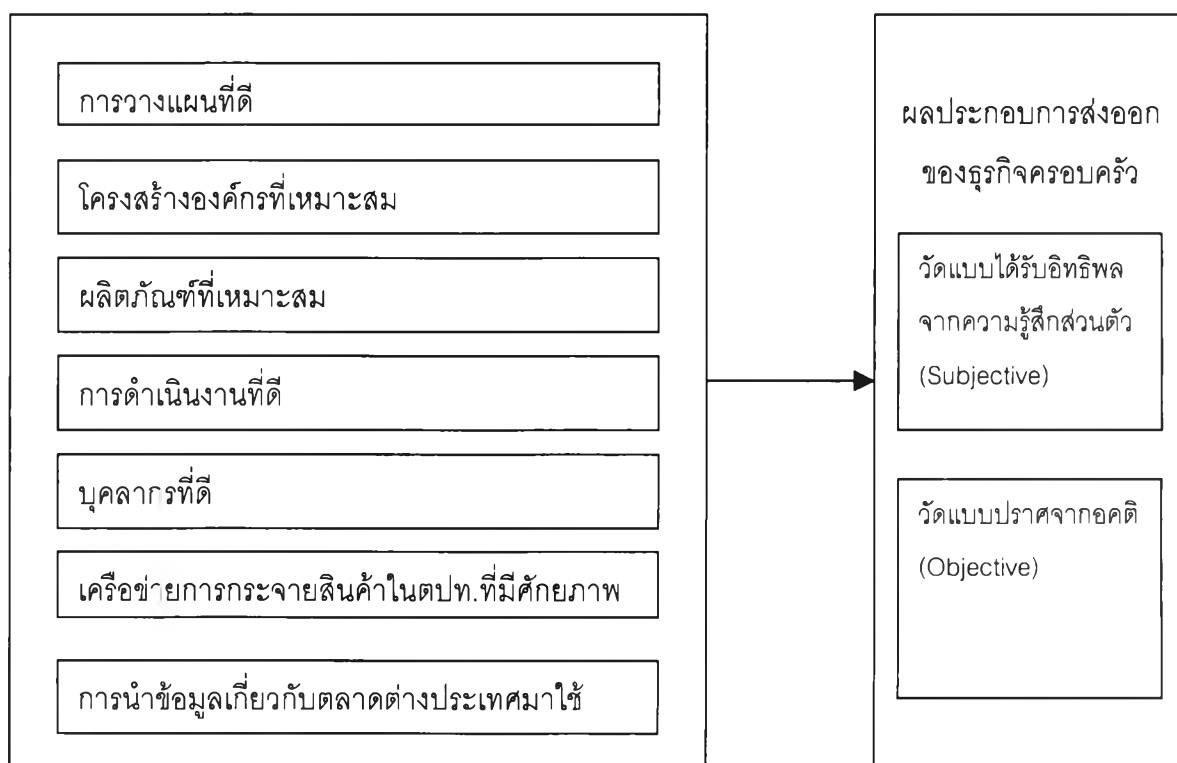 การวางแผนที่ดี
โครงสร้างองค์กรที่เหมาะสม
ผลิตภัณฑ์ที่เหมาะสม
การดำเนินงานที่ดี
บุคลากรที่ดี
เครือข่ายการกระจายสินค้าในตปท.ที่มีศักยภาพ
การนำข้อมูลเกี่ยวกับตลาดต่างประเทศมาใช้
ผลประกอบการส่งออก
ของธุรกิจครอบครัว
วัดแบบได้รับอิทธิพล
จากความรู้สึกส่วนตัว
(Subjective)
วัดแบบปราศจากอคติ
(Objective)